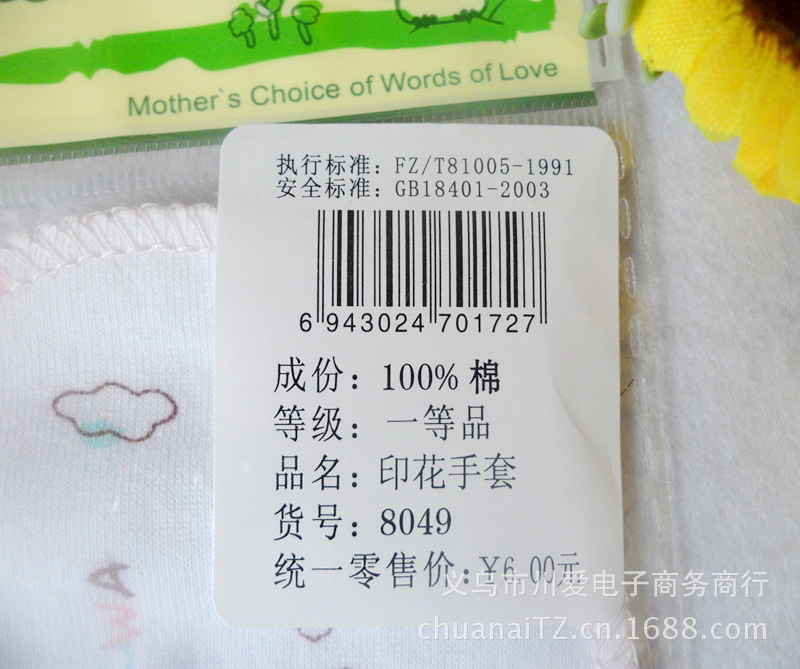 Mother`s Choice of Words of Love
执行标准: FZ/T81005-1991
安全标准: GB18401-2003
6 943024 701727
成份: 100% 棉
等级: 一等品
品名: 印花手套
货号: 8049
统一零售价: ¥6.00元
义乌市川爱电子商务商行
chuanaiTZ.cn.1688.com
WA